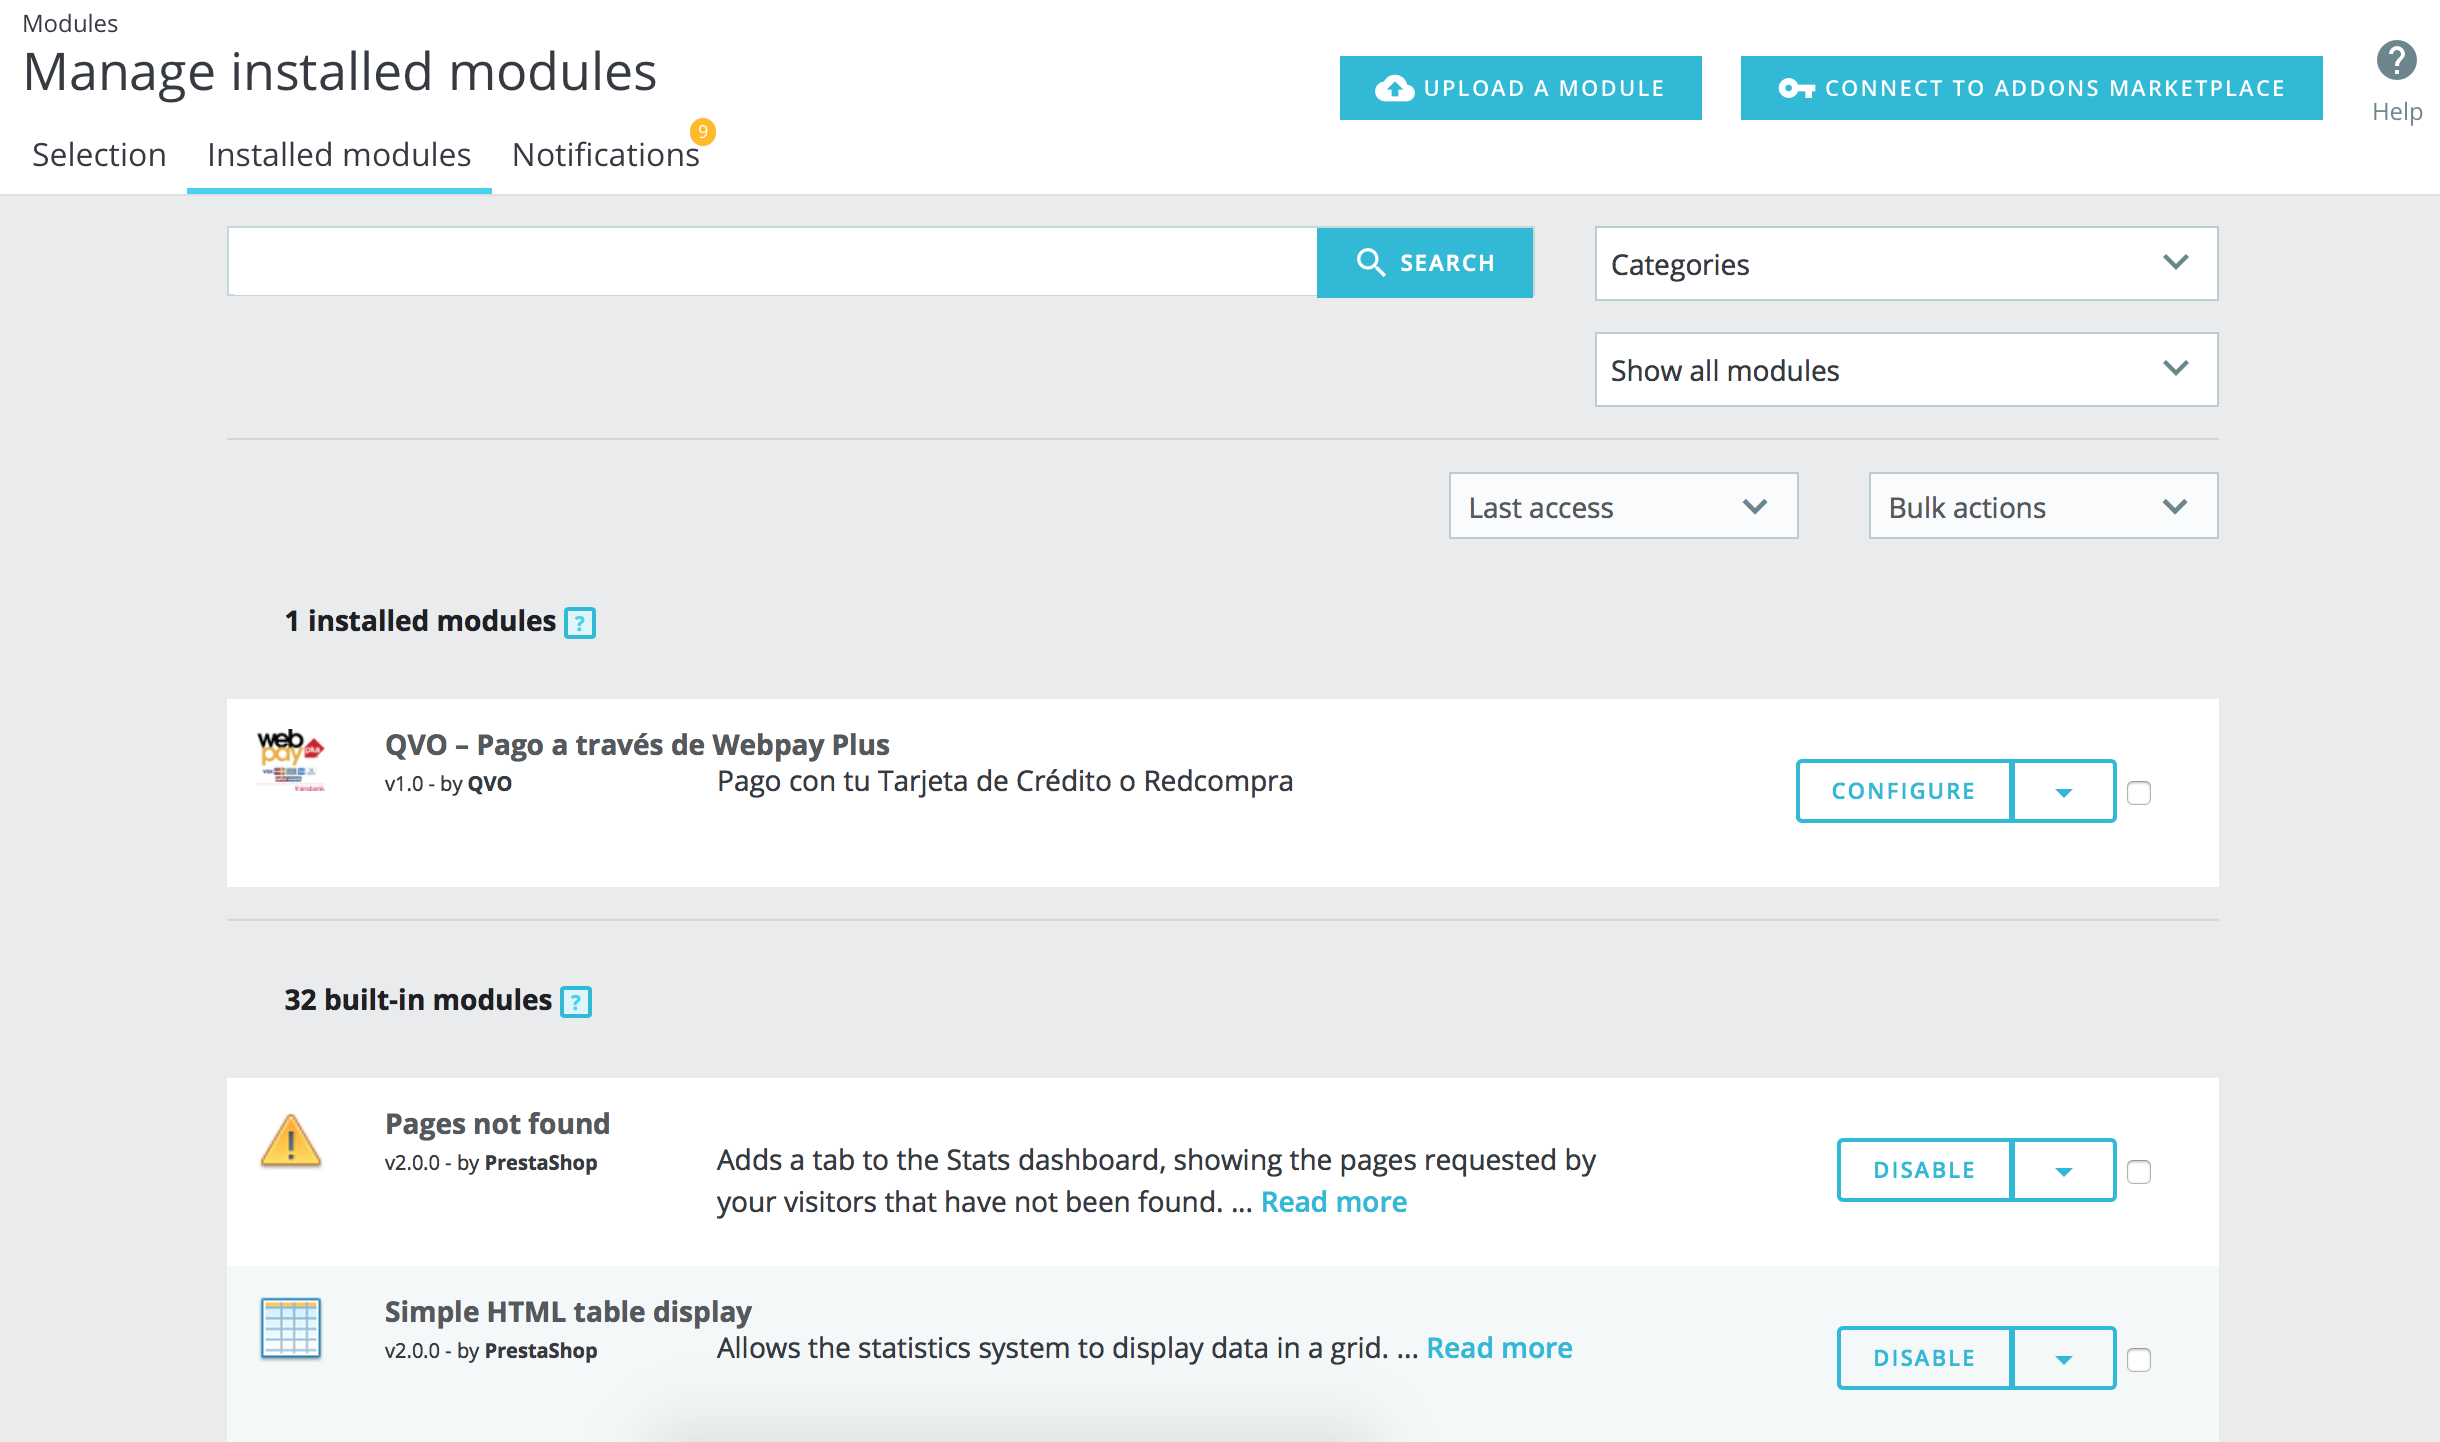 Modules
Manage installed modules
UPLOAD A MODULE
CONNECT TO ADDONS MARKETPLACE
?
Help
Selection
Installed modules
Notifications
9
SEARCH
Categories
Show all modules
Last access
Bulk actions
1 installed modules ?
web
pay plus
transbank
QVO – Pago a través de Webpay Plus
v1.0 - by QVO
Pago con tu Tarjeta de Crédito o Redcompra
CONFIGURE
32 built-in modules ?
Pages not found
v2.0.0 - by PrestaShop
Adds a tab to the Stats dashboard, showing the pages requested by
your visitors that have not been found. ... Read more
DISABLE
Simple HTML table display
v2.0.0 - by PrestaShop
Allows the statistics system to display data in a grid. ... Read more
DISABLE